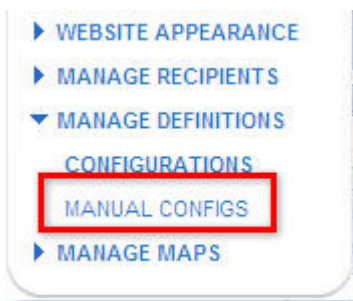 WEBSITE APPEARANCE
MANAGE RECIPIENTS
MANAGE DEFINITIONS
CONFIGURATIONS
MANUAL CONFIGS
MANAGE MAPS